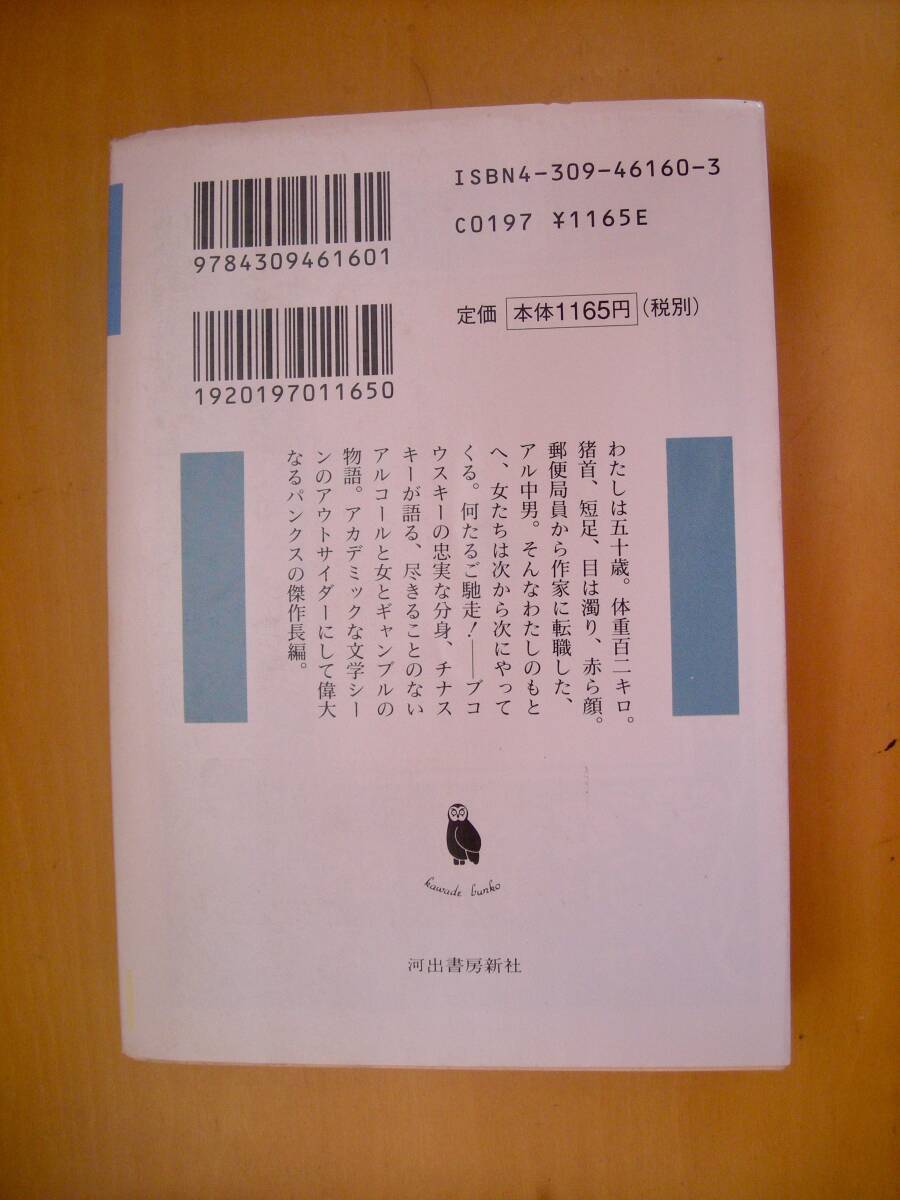 ISBN4-309-46160-3
C0197 ¥1165E
9784309461601
定価 本体1165円(税別)
1920197011650
わたしは五十歳。体重百二キロ。
猪首、短足、目は濁り、赤ら顔。
郵便局員から作家に転職した、
アル中男。そんなわたしのもと
へ、女たちは次から次にやって
くる。何たるご馳走!――ブコ
ウスキーの忠実な分身、チナス
キーが語る、尽きることのない
アルコールと女とギャンブルの
物語。アカデミックな文学シー
ンのアウトサイダーにして偉大
なるパンクスの傑作長編。
kawade bunko
河出書房新社